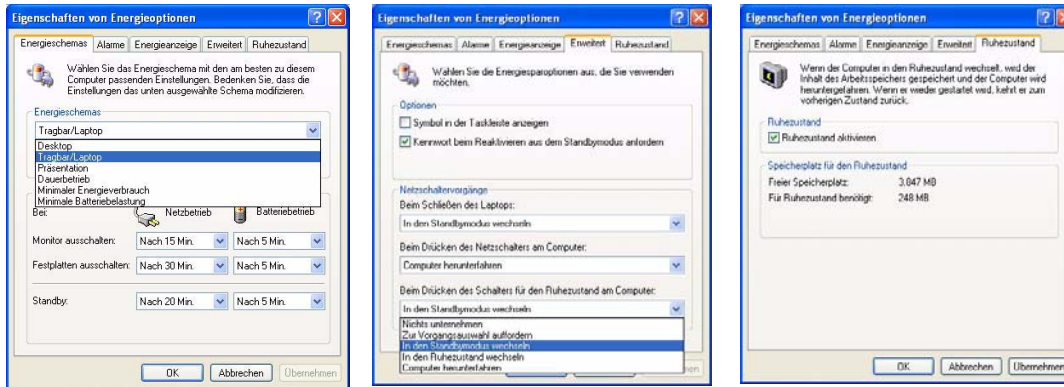 Eigenschaften von Energieoptionen
Energieschemas Alarme Energieanzeige Erweitert Ruhezustand
Wählen Sie das Energieschema mit den am besten zu diesem
Computer passenden Einstellungen. Bedenken Sie, dass die
Einstellungen das unten ausgewählte Schema modifizieren.
Energieschemas
Tragbar/Laptop
Desktop
Tragbar/Laptop
Präsentation
Dauerbetrieb
Minimaler Energieverbrauch
Minimale Batteriebelastung
Bei: Netzbetrieb Batteriebetrieb
Monitor ausschalten: Nach 15 Min. Nach 5 Min.
Festplatten ausschalten: Nach 30 Min. Nach 5 Min.
Standby: Nach 20 Min. Nach 5 Min.
OK Abbrechen Übernehmen
Eigenschaften von Energieoptionen
Energieschemas Alarme Energieanzeige Erweitert Ruhezustand
Wählen Sie die Energiesparoptionen aus, die Sie verwenden
möchten.
Optionen
Symbol in der Taskleiste anzeigen
Kennwort beim Reaktivieren aus dem Standbymodus anfordern
Netzschaltervorgänge
Beim Schließen des Laptops:
In den Standbymodus wechseln
Beim Drücken des Netzschalters am Computer:
Computer herunterfahren
Beim Drücken des Schalters für den Ruhezustand am Computer:
In den Standbymodus wechseln
Nichts unternehmen
Zur Vorgangsauswahl auffordern
In den Standbymodus wechseln
In den Ruhezustand wechseln
Computer herunterfahren
Eigenschaften von Energieoptionen
Energieschemas Alarme Energieanzeige Erweitert Ruhezustand
Wenn der Computer in den Ruhezustand wechselt, wird der
Inhalt des Arbeitsspeichers gespeichert und der Computer wird
heruntergefahren. Wenn er wieder gestartet wird, kehrt er zum
vorherigen Zustand zurück.
Ruhezustand
Ruhezustand aktivieren
Speicherplatz für den Ruhezustand
Freier Speicherplatz: 3.847 MB
Für Ruhezustand benötigt: 248 MB
OK Abbrechen Übernehmen